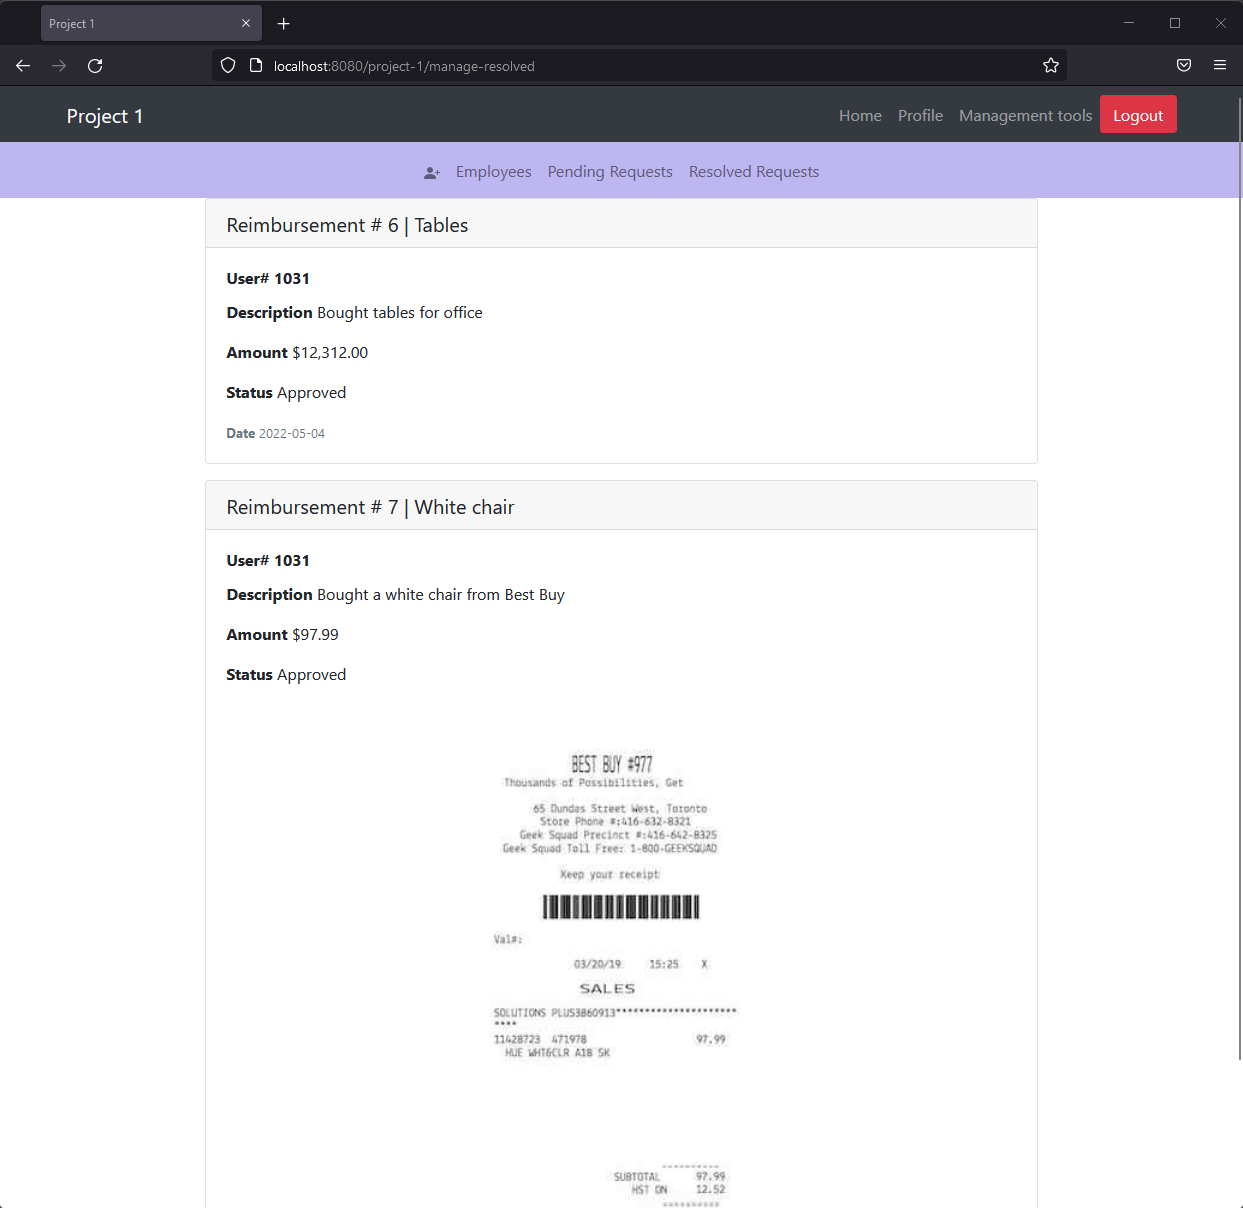 Project 1
localhost:8080/project-1/manage-resolved
Project 1
Home Profile Management tools Logout
Employees Pending Requests Resolved Requests
Reimbursement # 6 | Tables
User# 1031
Description Bought tables for office
Amount $12,312.00
Status Approved
Date 2022-05-04
Reimbursement # 7 | White chair
User# 1031
Description Bought a white chair from Best Buy
Amount $97.99
Status Approved
BEST BUY #977
Thousands of Possibilities, Get
65 Dundas Street West, Toronto
Store Phone #:416-632-8321
Geek Squad Precinct #:416-642-8325
Geek Squad Toll Free: 1-800-GEEKSQUAD
Keep your receipt
Val#:
03/20/19 15:25 X
SALES
SOLUTIONS PLUS3860913*********************
****
11428723 471978 97.99
HUE WHT&CLR A18 SK
----------
SUBTOTAL 97.99
HST ON 12.52
==========